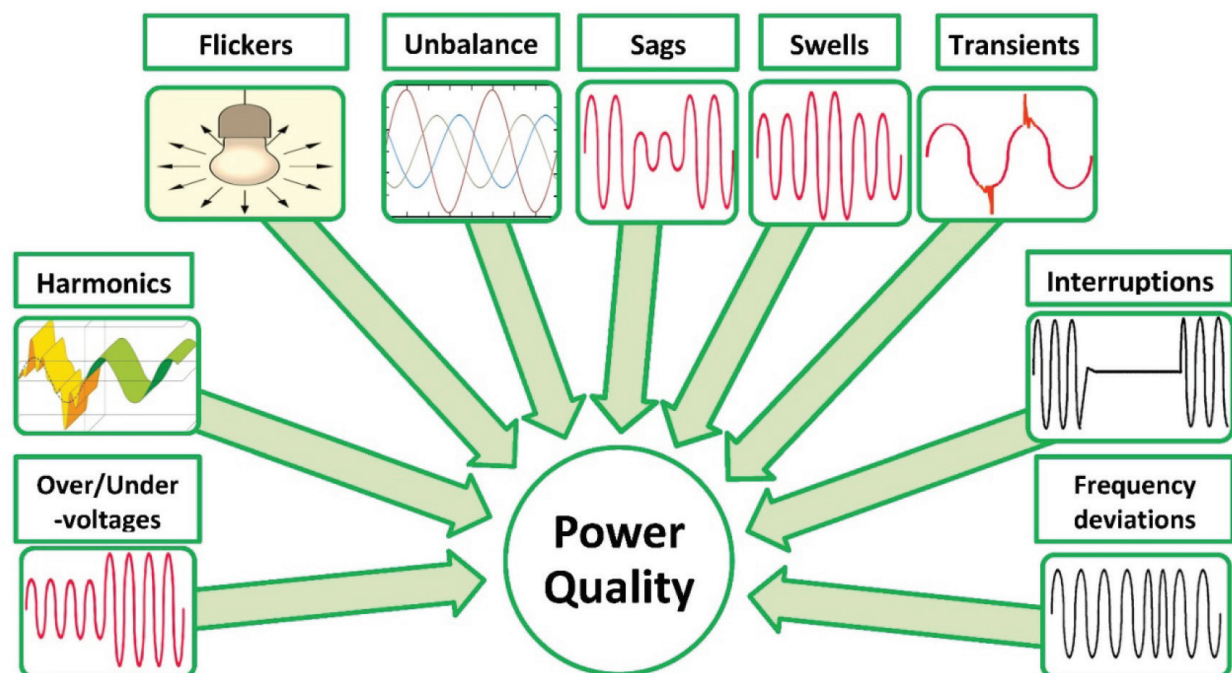 Flickers
Unbalance
Sags
Swells
Transients
Harmonics
Interruptions
Over/Under
-voltages
Frequency
deviations
Power
Quality